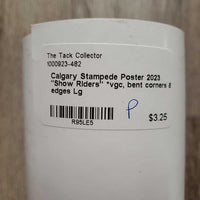 The Tack Collector
1000923-482
Calgary Stampede Poster 2023
"Show Riders" *vgc, bent corners &
edges Lg
R95LE5
P
$3.25